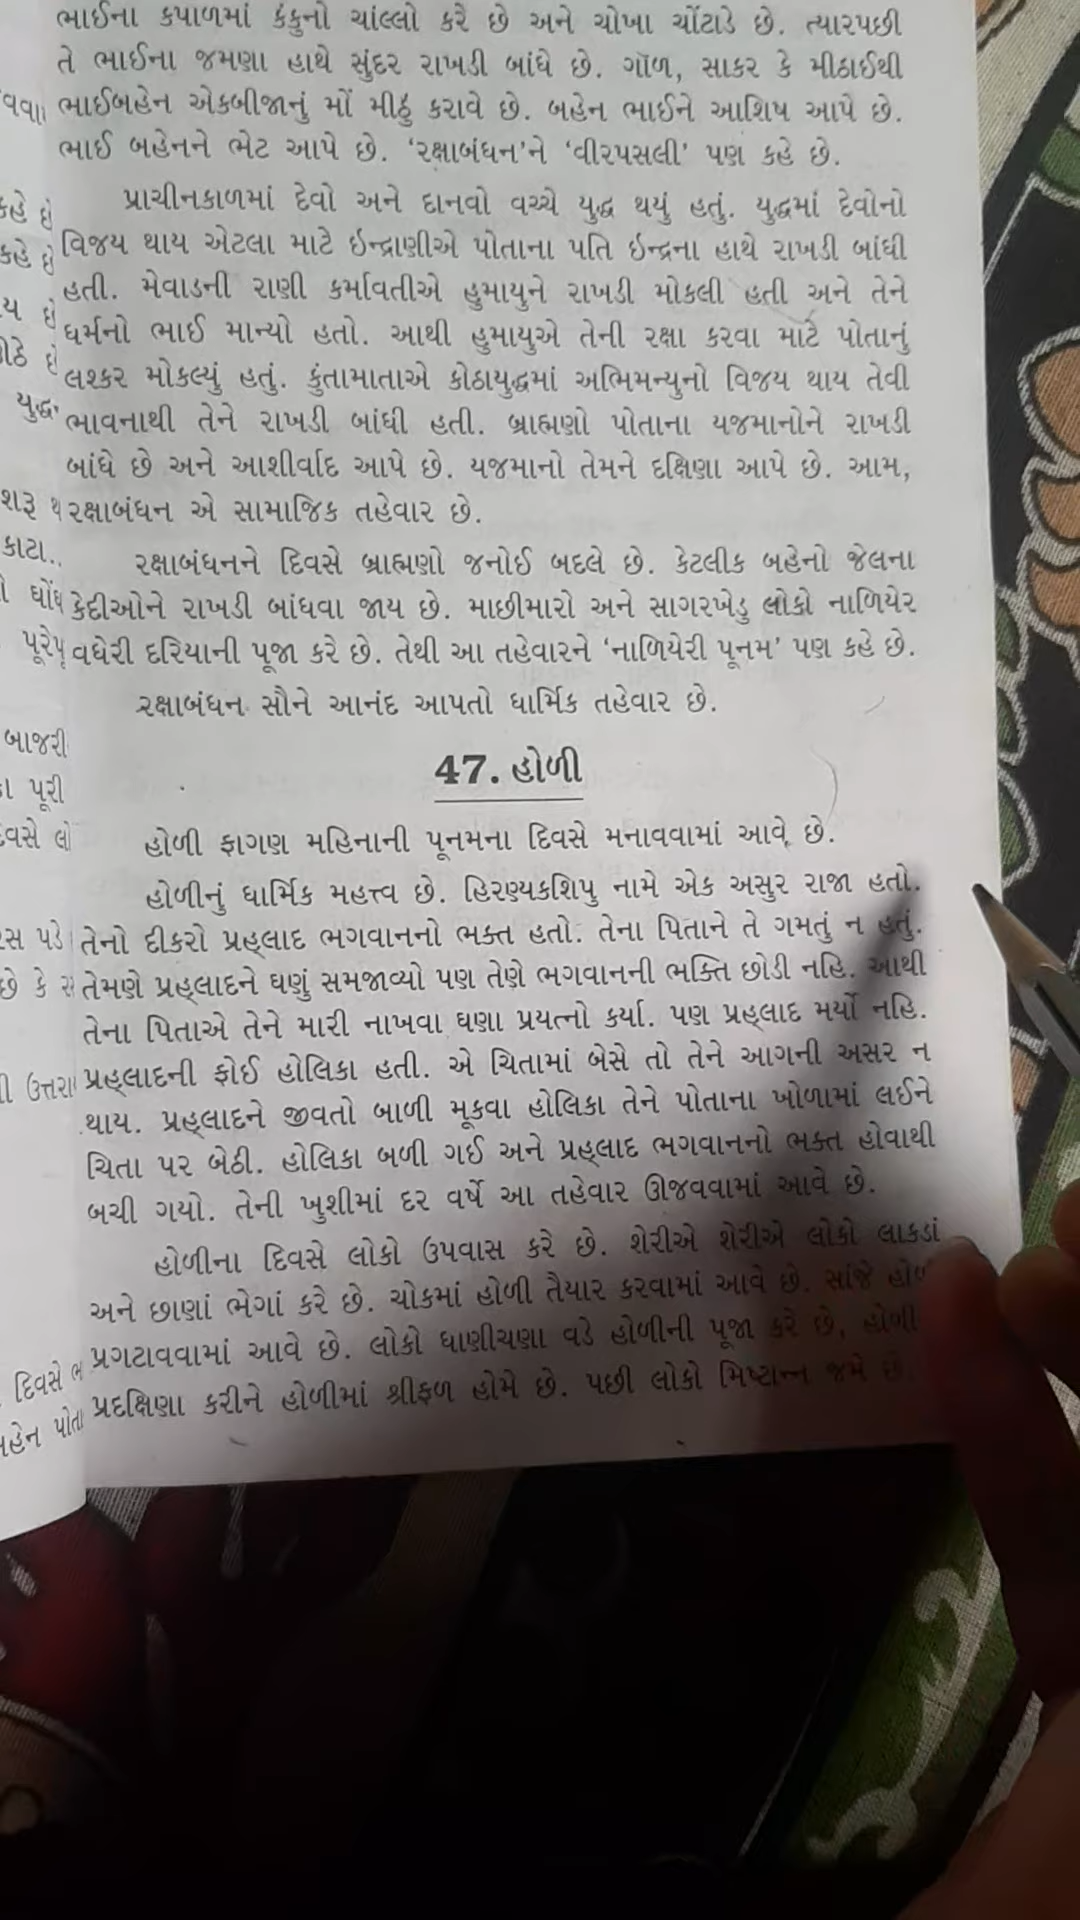 ભાઈના કપાળમાં કંકુનો ચાંલ્લો કરે છે અને ચોખા ચોંટાડે છે. ત્યારપછી
તે ભાઈના જમણા હાથે સુંદર રાખડી બાંધે છે. ગૉળ, સાકર કે મીઠાઈથી
ભાઈબહેન એકબીજાનું મોં મીઠું કરાવે છે. બહેન ભાઈને આશિષ આપે છે.
ભાઈ બહેનને ભેટ આપે છે. ‘રક્ષાબંધન’ને ‘વીરપસલી’ પણ કહે છે.
પ્રાચીનકાળમાં દેવો અને દાનવો વચ્ચે યુદ્ધ થયું હતું. યુદ્ધમાં દેવોનો
વિજય થાય એટલા માટે ઇન્દ્રાણીએ પોતાના પતિ ઇન્દ્રના હાથે રાખડી બાંધી
હતી. મેવાડની રાણી કર્માવતીએ હુમાયુને રાખડી મોકલી હતી અને તેને
ધર્મનો ભાઈ માન્યો હતો. આથી હુમાયુએ તેની રક્ષા કરવા માટે પોતાનું
લશ્કર મોકલ્યું હતું. કુંતામાતાએ કોઠાયુદ્ધમાં અભિમન્યુનો વિજય થાય તેવી
ભાવનાથી તેને રાખડી બાંધી હતી. બ્રાહ્મણો પોતાના યજમાનોને રાખડી
બાંધે છે અને આશીર્વાદ આપે છે. યજમાનો તેમને દક્ષિણા આપે છે. આમ,
રક્ષાબંધન એ સામાજિક તહેવાર છે.
રક્ષાબંધનને દિવસે બ્રાહ્મણો જનોઈ બદલે છે. કેટલીક બહેનો જેલના
કેદીઓને રાખડી બાંધવા જાય છે. માછીમારો અને સાગરખેડુ લોકો નાળિયેર
વધેરી દરિયાની પૂજા કરે છે. તેથી આ તહેવારને ‘નાળિયેરી પૂનમ’ પણ કહે છે.
રક્ષાબંધન સૌને આનંદ આપતો ધાર્મિક તહેવાર છે.
47. હોળી
હોળી ફાગણ મહિનાની પૂનમના દિવસે મનાવવામાં આવે છે.
હોળીનું ધાર્મિક મહત્ત્વ છે. હિરણ્યકશિપુ નામે એક અસુર રાજા હતો.
તેનો દીકરો પ્રહ્લાદ ભગવાનનો ભક્ત હતો. તેના પિતાને તે ગમતું ન હતું.
તેમણે પ્રહ્લાદને ઘણું સમજાવ્યો પણ તેણે ભગવાનની ભક્તિ છોડી નહિ. આથી
તેના પિતાએ તેને મારી નાખવા ઘણા પ્રયત્નો કર્યા. પણ પ્રહ્લાદ મર્યો નહિ.
પ્રહ્લાદની ફોઈ હોલિકા હતી. એ ચિતામાં બેસે તો તેને આગની અસર ન
થાય. પ્રહ્લાદને જીવતો બાળી મૂકવા હોલિકા તેને પોતાના ખોળામાં લઈને
ચિતા પર બેઠી. હોલિકા બળી ગઈ અને પ્રહ્લાદ ભગવાનનો ભક્ત હોવાથી
બચી ગયો. તેની ખુશીમાં દર વર્ષે આ તહેવાર ઊજવવામાં આવે છે.
હોળીના દિવસે લોકો ઉપવાસ કરે છે. શેરીએ શેરીએ લોકો લાકડાં
અને છાણાં ભેગાં કરે છે. ચોકમાં હોળી તૈયાર કરવામાં આવે છે. સાંજે
પ્રગટાવવામાં આવે છે. લોકો ધાણીચણા વડે હોળીની પૂજા કરે છે, હોળી
પ્રદક્ષિણા કરીને હોળીમાં શ્રીફળ હોમે છે. પછી લોકો મિષ્ટાન્ન જમે છે.